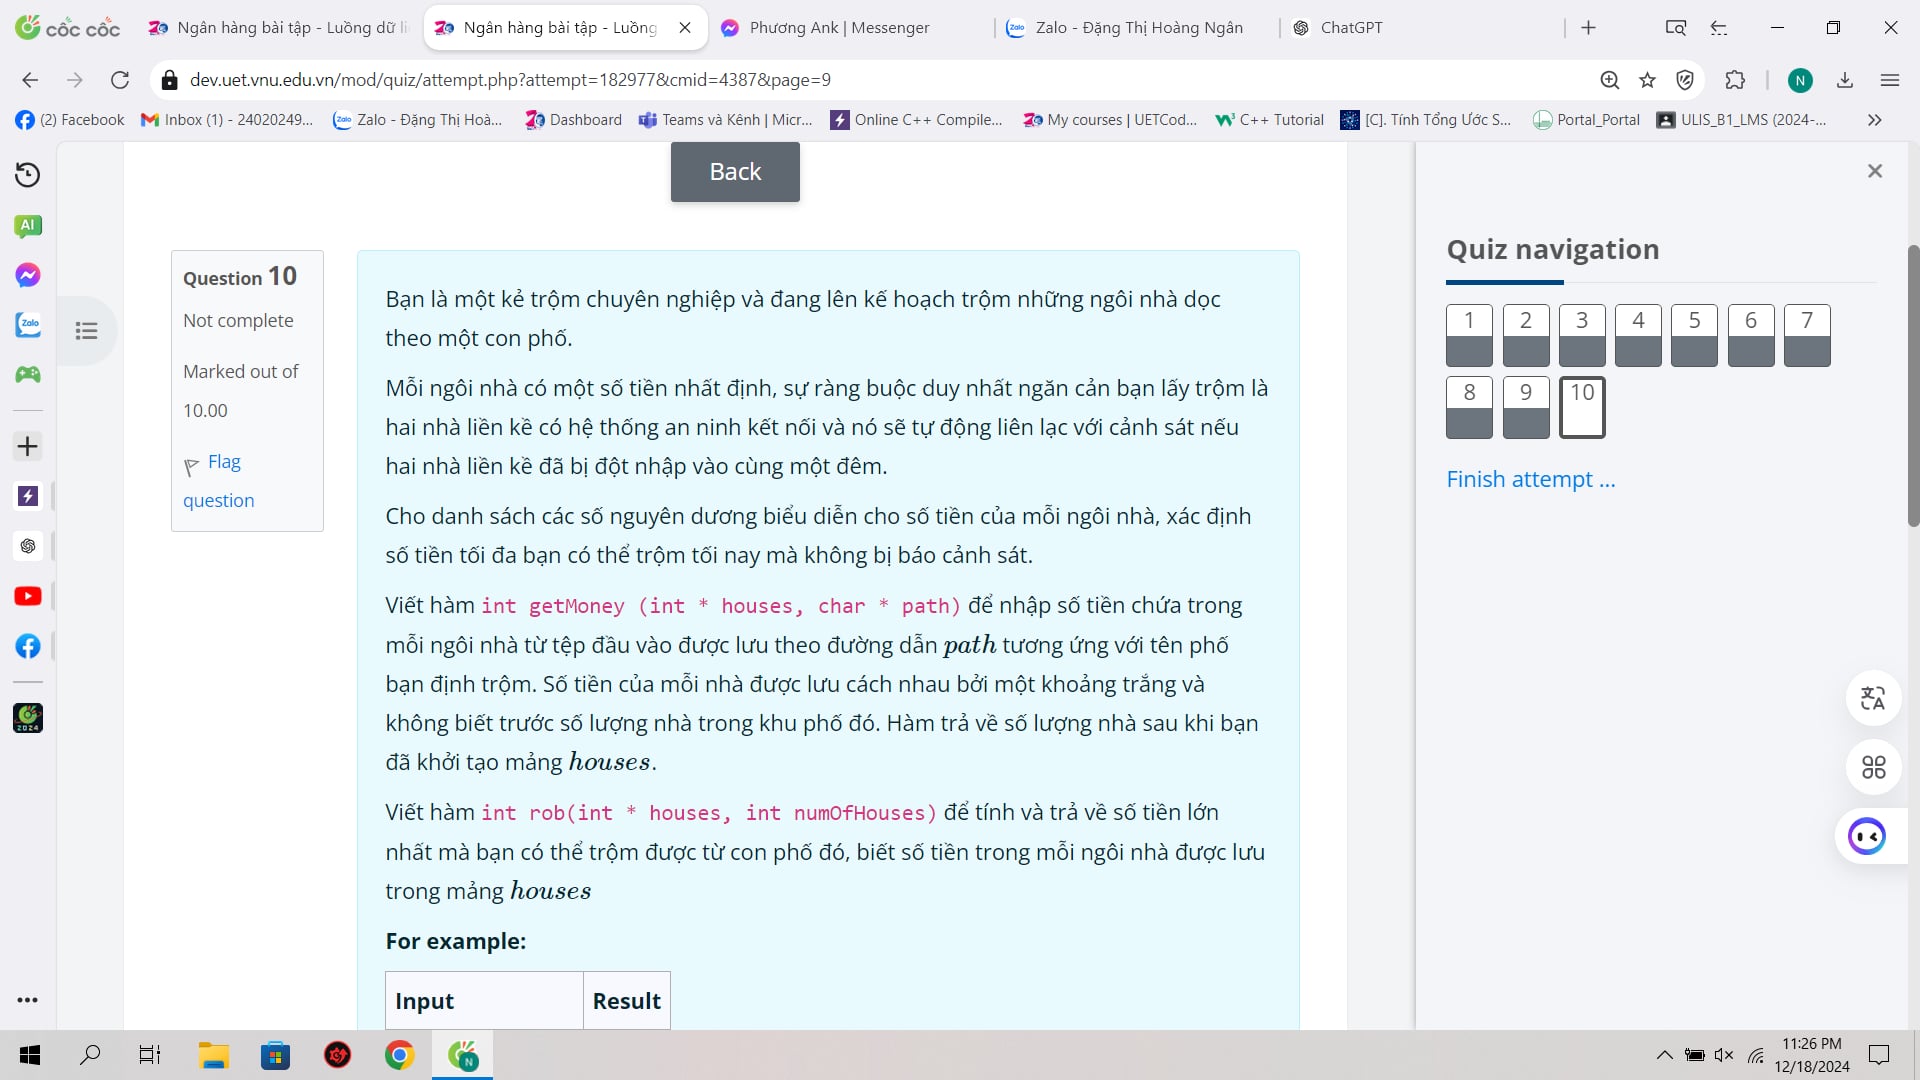 cốc cốc
Ngân hàng bài tập - Luồng dữ li
Ngân hàng bài tập - Luồng
Phương Ank | Messenger
Zalo - Đặng Thị Hoàng Ngân
ChatGPT
dev.uet.vnu.edu.vn/mod/quiz/attempt.php?attempt=182977&cmid=4387&page=9
N
(2) Facebook
Inbox (1) - 24020249...
Zalo - Đặng Thị Hoà...
Dashboard
Teams và Kênh | Micr...
Online C++ Compile...
My courses | UETCod...
C++ Tutorial
[C]. Tính Tổng Ước S...
Portal_Portal
ULIS_B1_LMS (2024-...
AI
Zalo
2024
Back
Question 10
Not complete
Marked out of
10.00
Flag
question
Bạn là một kẻ trộm chuyên nghiệp và đang lên kế hoạch trộm những ngôi nhà dọc
theo một con phố.
Mỗi ngôi nhà có một số tiền nhất định, sự ràng buộc duy nhất ngăn cản bạn lấy trộm là
hai nhà liền kề có hệ thống an ninh kết nối và nó sẽ tự động liên lạc với cảnh sát nếu
hai nhà liền kề đã bị đột nhập vào cùng một đêm.
Cho danh sách các số nguyên dương biểu diễn cho số tiền của mỗi ngôi nhà, xác định
số tiền tối đa bạn có thể trộm tối nay mà không bị báo cảnh sát.
Viết hàm int getMoney (int * houses, char * path) để nhập số tiền chứa trong
mỗi ngôi nhà từ tệp đầu vào được lưu theo đường dẫn path tương ứng với tên phố
bạn định trộm. Số tiền của mỗi nhà được lưu cách nhau bởi một khoảng trắng và
không biết trước số lượng nhà trong khu phố đó. Hàm trả về số lượng nhà sau khi bạn
đã khởi tạo mảng houses.
Viết hàm int rob(int * houses, int numOfHouses) để tính và trả về số tiền lớn
nhất mà bạn có thể trộm được từ con phố đó, biết số tiền trong mỗi ngôi nhà được lưu
trong mảng houses
For example:
Input Result
Quiz navigation
1 2 3 4 5 6 7
8 9 10
Finish attempt ...
N
11:26 PM
12/18/2024